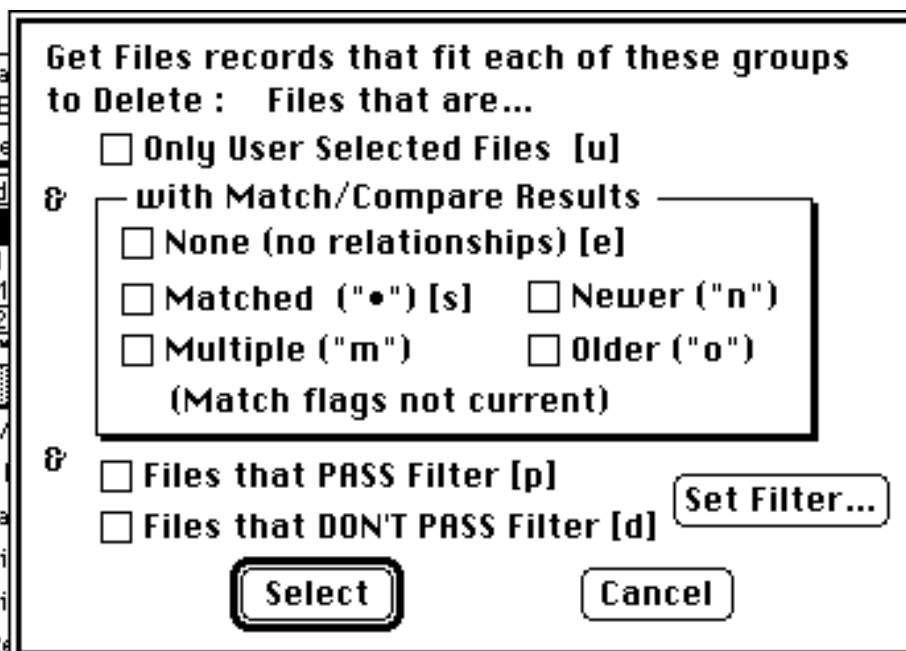 Get Files records that fit each of these groups
to Delete : Files that are...
Only User Selected Files [u]
& with Match/Compare Results
None (no relationships) [e]
Matched ("•") [s] Newer ("n")
Multiple ("m") Older ("o")
(Match flags not current)
& Files that PASS Filter [p]
Set Filter...
Files that DON'T PASS Filter [d]
Select Cancel